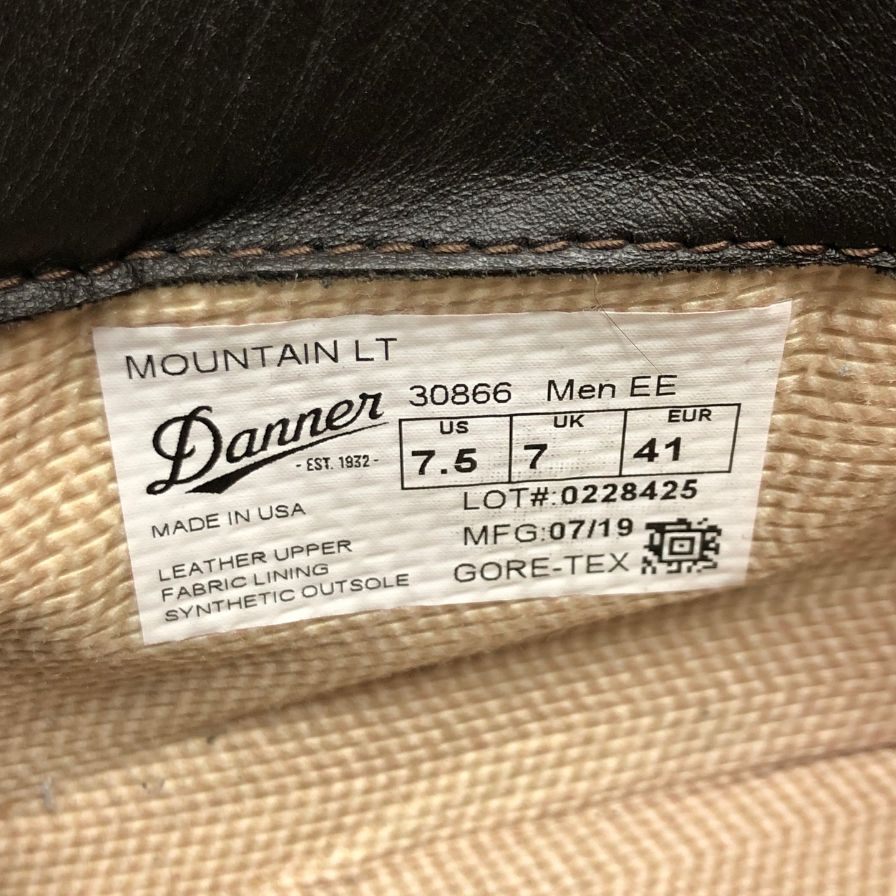 MOUNTAIN LT
Danner
- EST. 1932 -
30866 Men EE
US UK EUR
7.5 7 41
LOT#:0228425
MFG:07/19
GORE-TEX
MADE IN USA
LEATHER UPPER
FABRIC LINING
SYNTHETIC OUTSOLE